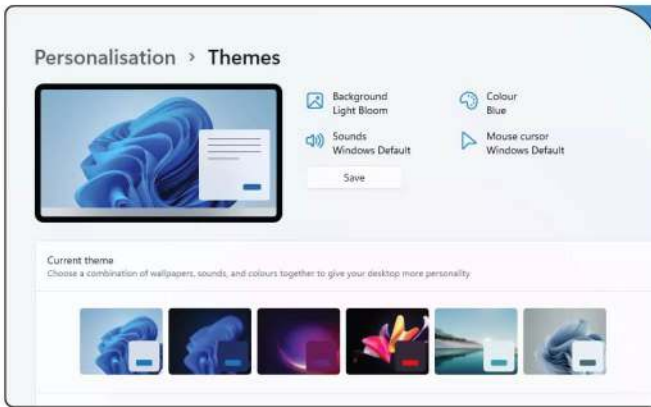 Personalisation > Themes
Background
Light Bloom
Colour
Blue
Sounds
Windows Default
Mouse cursor
Windows Default
Save
Current theme
Choose a combination of wallpapers, sounds, and colours together to give your desktop more personality